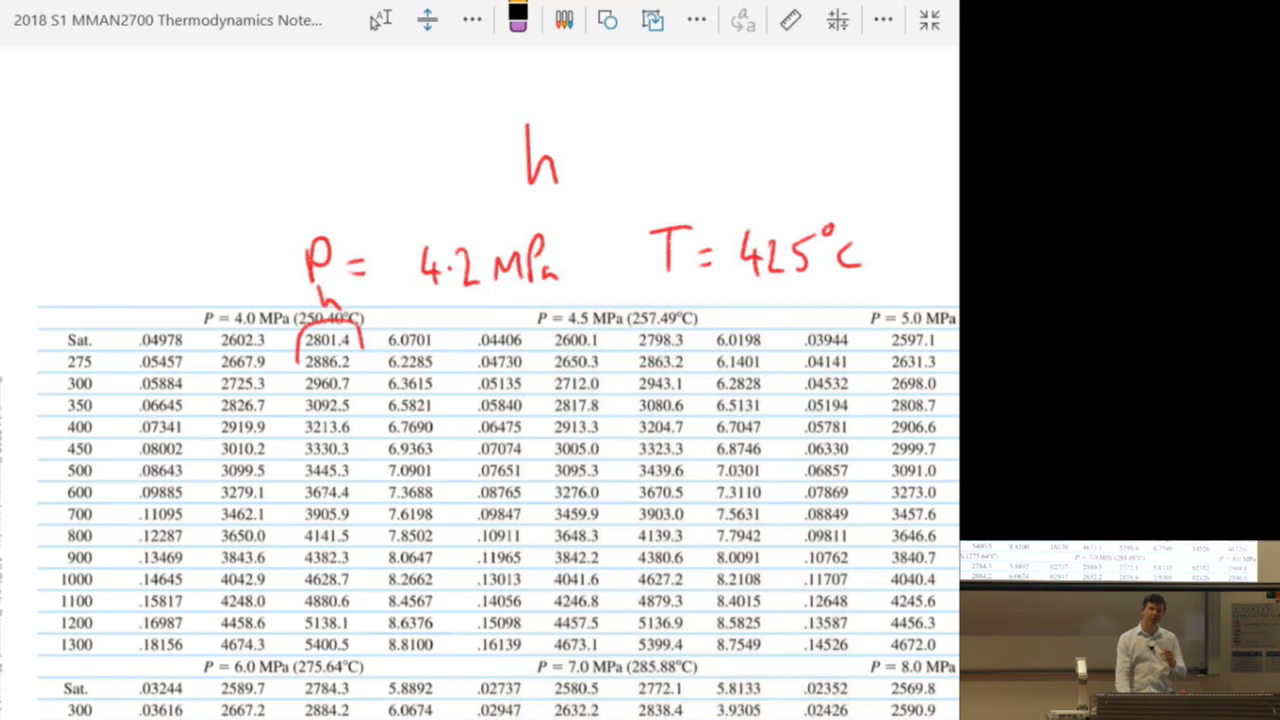 2018 S1 MMAN2700 Thermodynamics Note...
h
P = 4.2 MPa T = 425°C
h
P = 4.0 MPa (250.40°C) P = 4.5 MPa (257.49°C) P = 5.0 MPa
Sat. .04978 2602.3 2801.4 6.0701 .04406 2600.1 2798.3 6.0198 .03944 2597.1
275 .05457 2667.9 2886.2 6.2285 .04730 2650.3 2863.2 6.1401 .04141 2631.3
300 .05884 2725.3 2960.7 6.3615 .05135 2712.0 2943.1 6.2828 .04532 2698.0
350 .06645 2826.7 3092.5 6.5821 .05840 2817.8 3080.6 6.5131 .05194 2808.7
400 .07341 2919.9 3213.6 6.7690 .06475 2913.3 3204.7 6.7047 .05781 2906.6
450 .08002 3010.2 3330.3 6.9363 .07074 3005.0 3323.3 6.8746 .06330 2999.7
500 .08643 3099.5 3445.3 7.0901 .07651 3095.3 3439.6 7.0301 .06857 3091.0
600 .09885 3279.1 3674.4 7.3688 .08765 3276.0 3670.5 7.3110 .07869 3273.0
700 .11095 3462.1 3905.9 7.6198 .09847 3459.9 3903.0 7.5631 .08849 3457.6
800 .12287 3650.0 4141.5 7.8502 .10911 3648.3 4139.3 7.7942 .09811 3646.6
900 .13469 3843.6 4382.3 8.0647 .11965 3842.2 4380.6 8.0091 .10762 3840.7
1000 .14645 4042.9 4628.7 8.2662 .13013 4041.6 4627.2 8.2108 .11707 4040.4
1100 .15817 4248.0 4880.6 8.4567 .14056 4246.8 4879.3 8.4015 .12648 4245.6
1200 .16987 4458.6 5138.1 8.6376 .15098 4457.5 5136.9 8.5825 .13587 4456.3
1300 .18156 4674.3 5400.5 8.8100 .16139 4673.1 5399.4 8.7549 .14526 4672.0
P = 6.0 MPa (275.64°C) P = 7.0 MPa (285.88°C) P = 8.0 MPa
Sat. .03244 2589.7 2784.3 5.8892 .02737 2580.5 2772.1 5.8133 .02352 2569.8
300 .03616 2667.2 2884.2 6.0674 .02947 2632.2 2838.4 5.9305 .02426 2590.9